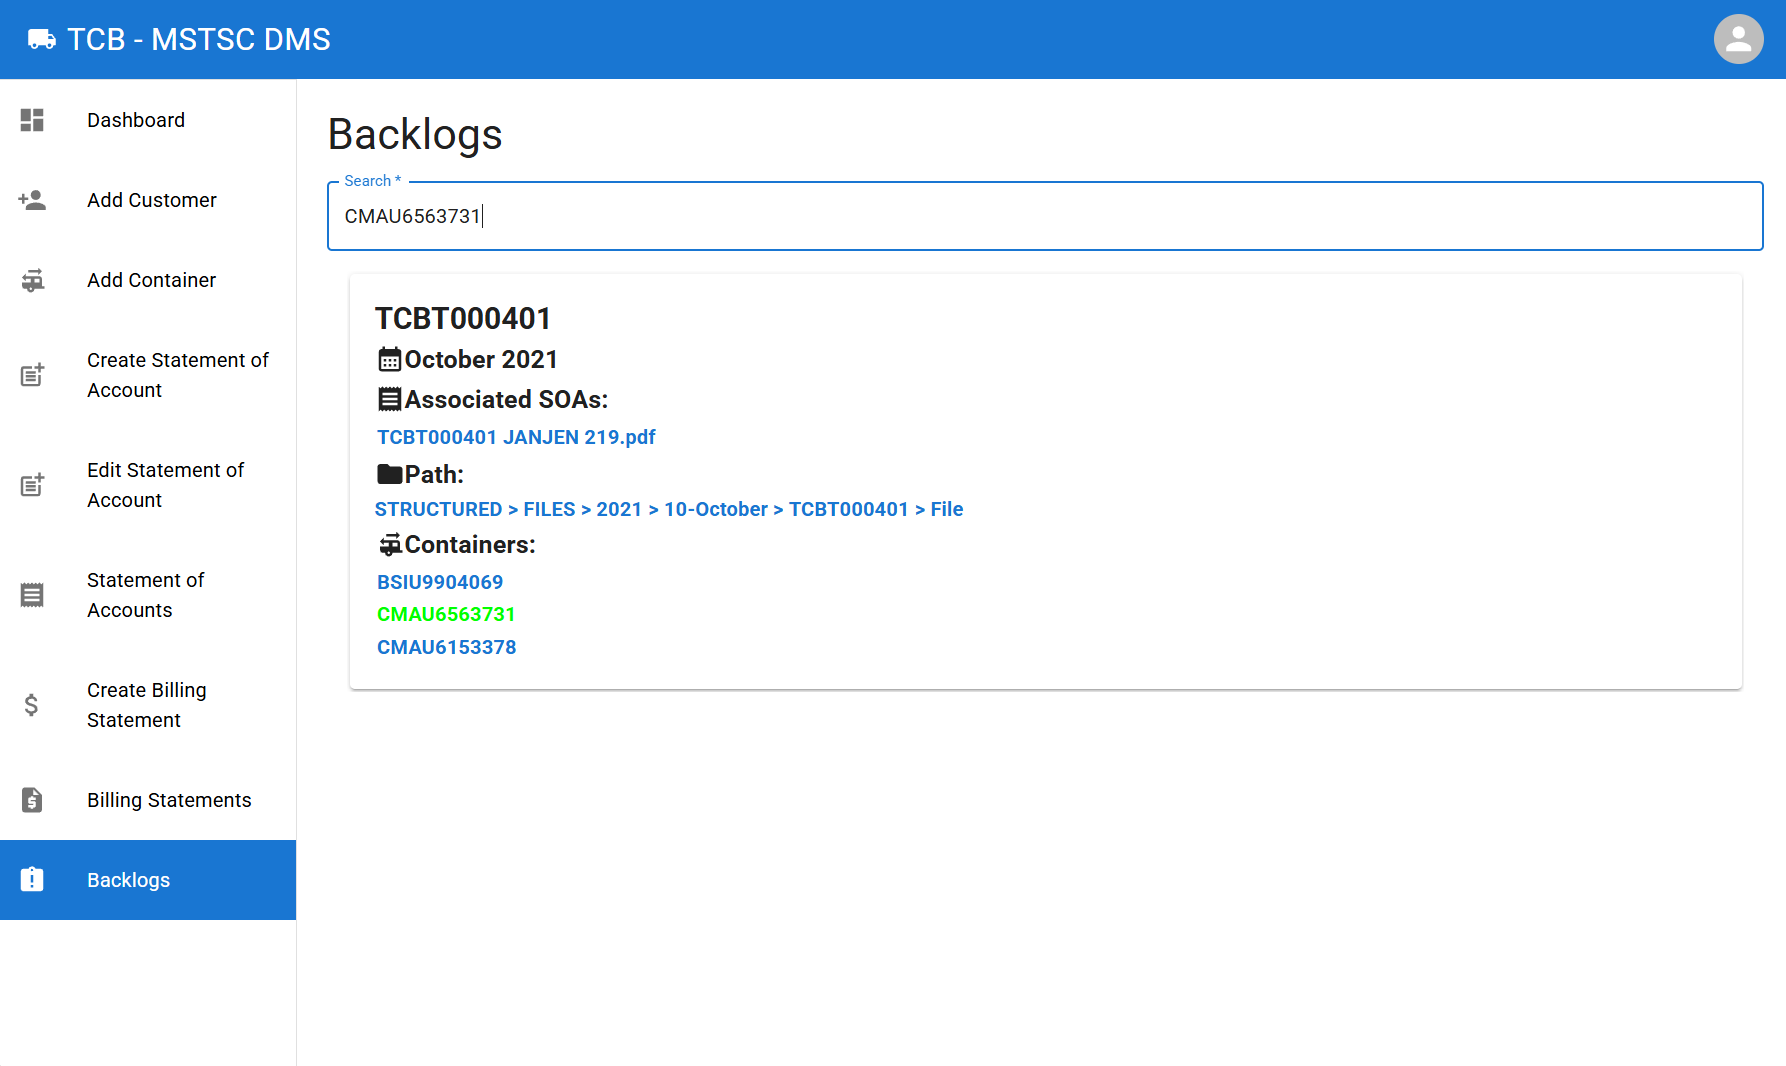 TCB - MSTSC DMS
Dashboard
Add Customer
Add Container
Create Statement of
Account
Edit Statement of
Account
Statement of
Accounts
Create Billing
Statement
Billing Statements
Backlogs
Backlogs
Search *
CMAU6563731
TCBT000401
October 2021
Associated SOAs:
TCBT000401 JANJEN 219.pdf
Path:
STRUCTURED > FILES > 2021 > 10-October > TCBT000401 > File
Containers:
BSIU9904069
CMAU6563731
CMAU6153378